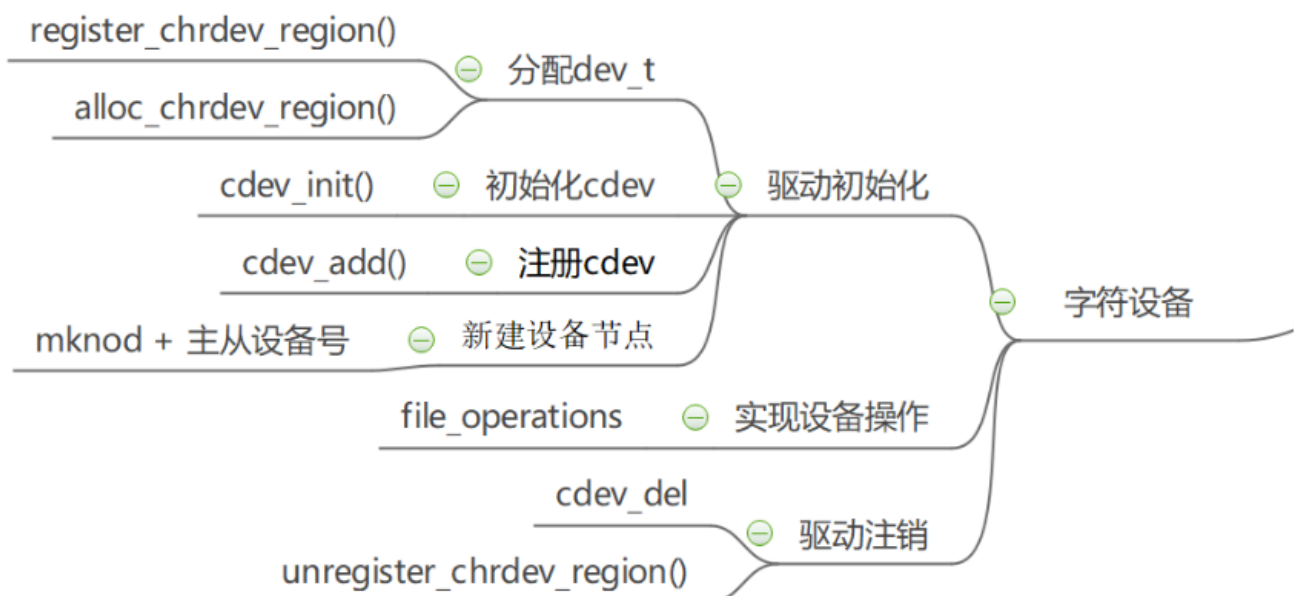 register_chrdev_region()
分配dev_t
alloc_chrdev_region()
cdev_init() 初始化cdev 驱动初始化
cdev_add() 注册cdev
字符设备
mknod + 主从设备号 新建设备节点
file_operations 实现设备操作
cdev_del
驱动注销
unregister_chrdev_region()